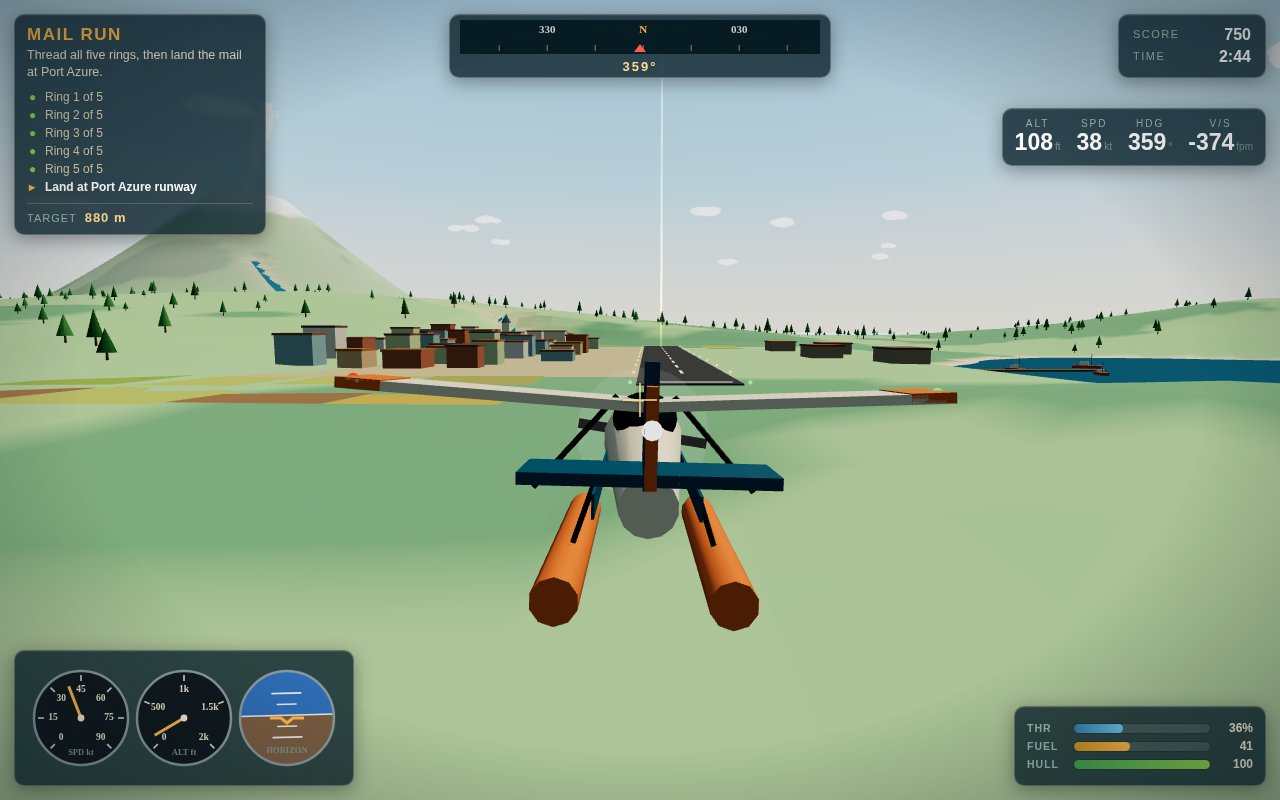 MAIL RUN
Thread all five rings, then land the mail
at Port Azure.
Ring 1 of 5
Ring 2 of 5
Ring 3 of 5
Ring 4 of 5
Ring 5 of 5
Land at Port Azure runway
TARGET 880 m
330 N 030
359°
SCORE 750
TIME 2:44
ALT SPD HDG V/S
108 ft 38 kt 359° -374 fpm
0 15 30 45 60 75 90
SPD kt
0 500 1k 1.5k 2k
ALT ft
HORIZON
THR 36%
FUEL 41
HULL 100